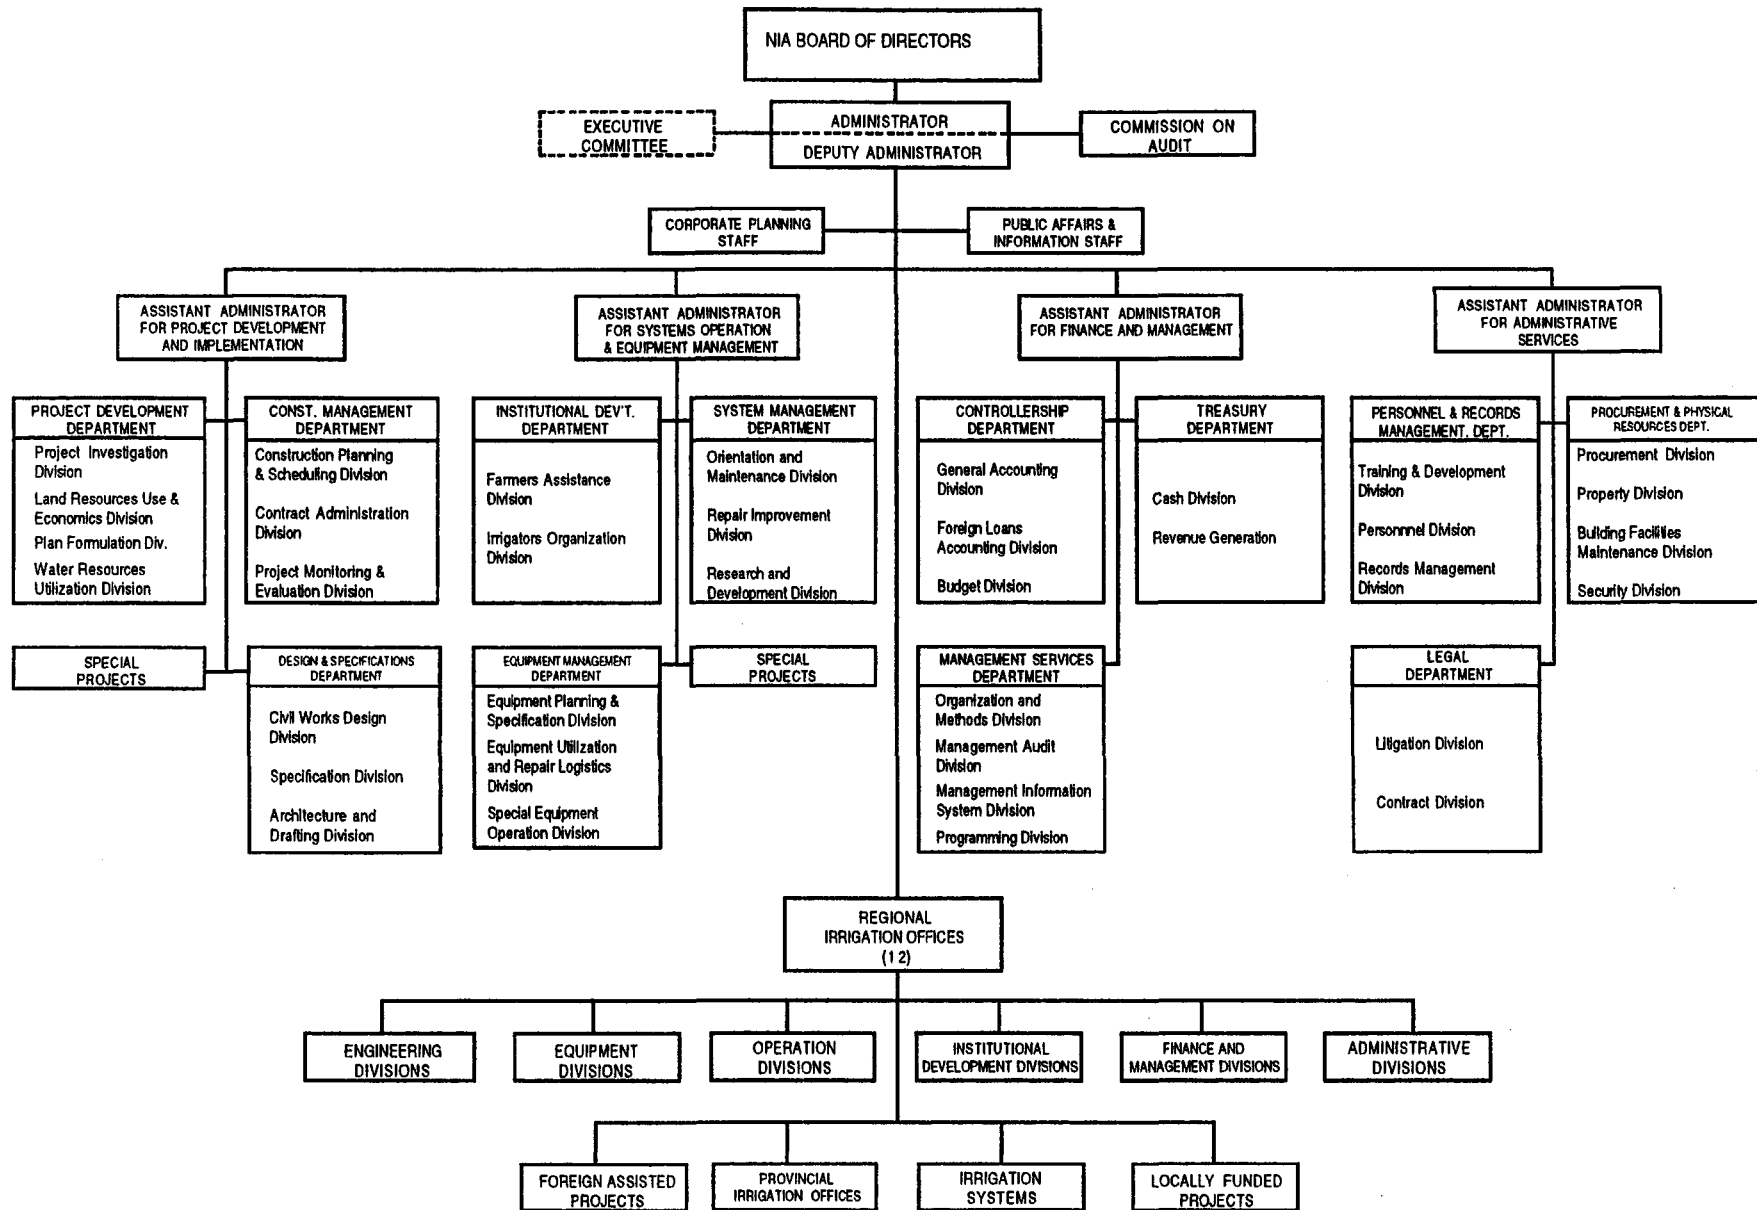 NIA BOARD OF DIRECTORS
EXECUTIVE
COMMITTEE
ADMINISTRATOR
DEPUTY ADMINISTRATOR
COMMISSION ON
AUDIT
CORPORATE PLANNING
STAFF
PUBLIC AFFAIRS &
INFORMATION STAFF
ASSISTANT ADMINISTRATOR
FOR PROJECT DEVELOPMENT
AND IMPLEMENTATION
ASSISTANT ADMINISTRATOR
FOR SYSTEMS OPERATION
& EQUIPMENT MANAGEMENT
ASSISTANT ADMINISTRATOR
FOR FINANCE AND MANAGEMENT
ASSISTANT ADMINISTRATOR
FOR ADMINISTRATIVE
SERVICES
PROJECT DEVELOPMENT
DEPARTMENT
Project Investigation
Division
Land Resources Use &
Economics Division
Plan Formulation Div.
Water Resources
Utilization Division
CONST. MANAGEMENT
DEPARTMENT
Construction Planning
& Scheduling Division
Contract Administration
Division
Project Monitoring &
Evaluation Division
INSTITUTIONAL DEV'T.
DEPARTMENT
Farmers Assistance
Division
Irrigators Organization
Division
SYSTEM MANAGEMENT
DEPARTMENT
Orientation and
Maintenance Division
Repair Improvement
Division
Research and
Development Division
CONTROLLERSHIP
DEPARTMENT
General Accounting
Division
Foreign Loans
Accounting Division
Budget Division
TREASURY
DEPARTMENT
Cash Division
Revenue Generation
PERSONNEL & RECORDS
MANAGEMENT. DEPT.
Training & Development
Division
Personnnel Division
Records Management
Division
PROCUREMENT & PHYSICAL
RESOURCES DEPT.
Procurement Division
Property Division
Building Facilities
Maintenance Division
Security Division
SPECIAL
PROJECTS
DESIGN & SPECIFICATIONS
DEPARTMENT
Civil Works Design
Division
Specification Division
Architecture and
Drafting Division
EQUIPMENT MANAGEMENT
DEPARTMENT
Equipment Planning &
Specification Division
Equipment Utilization
and Repair Logistics
Division
Special Equipment
Operation Division
SPECIAL
PROJECTS
MANAGEMENT SERVICES
DEPARTMENT
Organization and
Methods Division
Management Audit
Division
Management Information
System Division
Programming Division
LEGAL
DEPARTMENT
Litigation Division
Contract Division
REGIONAL
IRRIGATION OFFICES
(12)
ENGINEERING
DIVISIONS
EQUIPMENT
DIVISIONS
OPERATION
DIVISIONS
INSTITUTIONAL
DEVELOPMENT DIVISIONS
FINANCE AND
MANAGEMENT DIVISIONS
ADMINISTRATIVE
DIVISIONS
FOREIGN ASSISTED
PROJECTS
PROVINCIAL
IRRIGATION OFFICES
IRRIGATION
SYSTEMS
LOCALLY FUNDED
PROJECTS